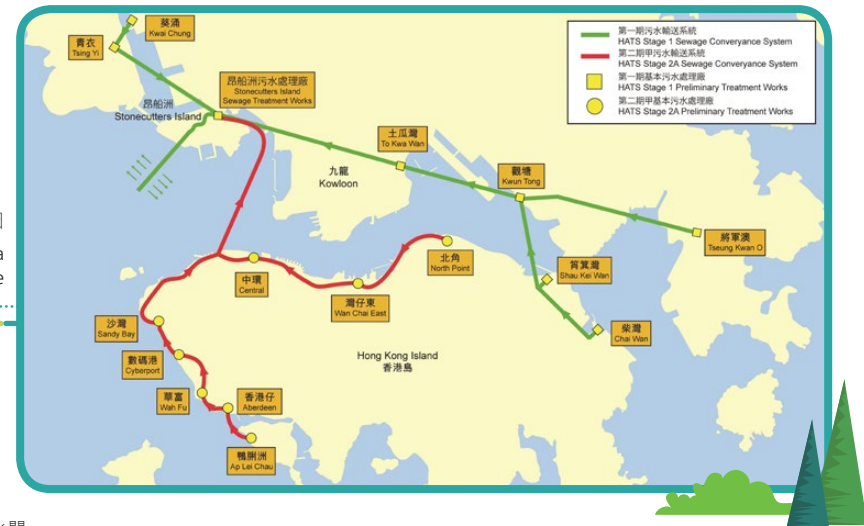 葵涌
Kwai Chung
青衣
Tsing Yi
昂船洲污水處理廠
Stonecutters Island
Sewage Treatment Works
昂船洲
Stonecutters Island
第一期污水輸送系統
HATS Stage 1 Sewage Converyance System
第二期甲污水輸送系統
HATS Stage 2A Sewage Converyance System
第一期基本污水處理廠
HATS Stage 1 Preliminary Treatment Works
第二期甲基本污水處理廠
HATS Stage 2A Preliminary Treatment Works
土瓜灣
To Kwa Wan
九龍
Kowloon
觀塘
Kwun Tong
將軍澳
Tseung Kwan O
北角
North Point
筲箕灣
Shau Kei Wan
中環
Central
灣仔東
Wan Chai East
柴灣
Chai Wan
沙灣
Sandy Bay
數碼港
Cyberport
Hong Kong Island
香港島
華富
Wah Fu
香港仔
Aberdeen
鴨脷洲
Ap Lei Chau
a
e